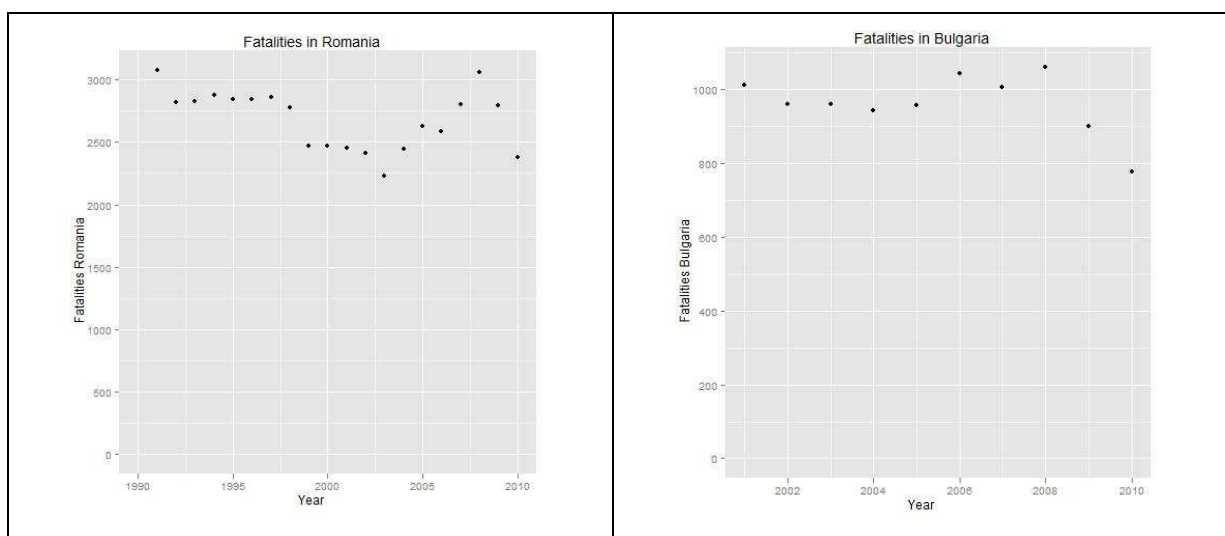 Fatalities in Romania
3000
2500
2000
1500
1000
500
0
Fatalities Romania
1990 1995 2000 2005 2010
Year
Fatalities in Bulgaria
1000
800
600
400
200
0
Fatalities Bulgaria
2002 2004 2006 2008 2010
Year